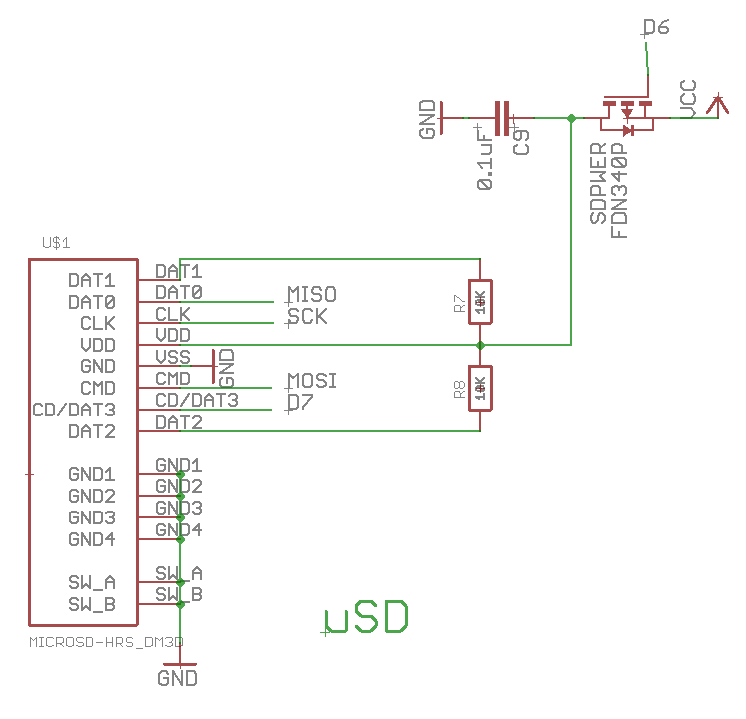 D6
VCC
GND
0.1uF
C9
SDPWER
FDN340P
U$1
DAT1 DAT1
DAT0 DAT0 MISO
CLK CLK SCK
VDD VDD
GND VSS GND
CMD CMD MOSI
CD/DAT3 CD/DAT3 D7
DAT2 DAT2
R7 10K
R8 10K
GND1 GND1
GND2 GND2
GND3 GND3
GND4 GND4
SW_A SW_A
SW_B SW_B
MICROSD-HRS_DM3D
GND
uSD